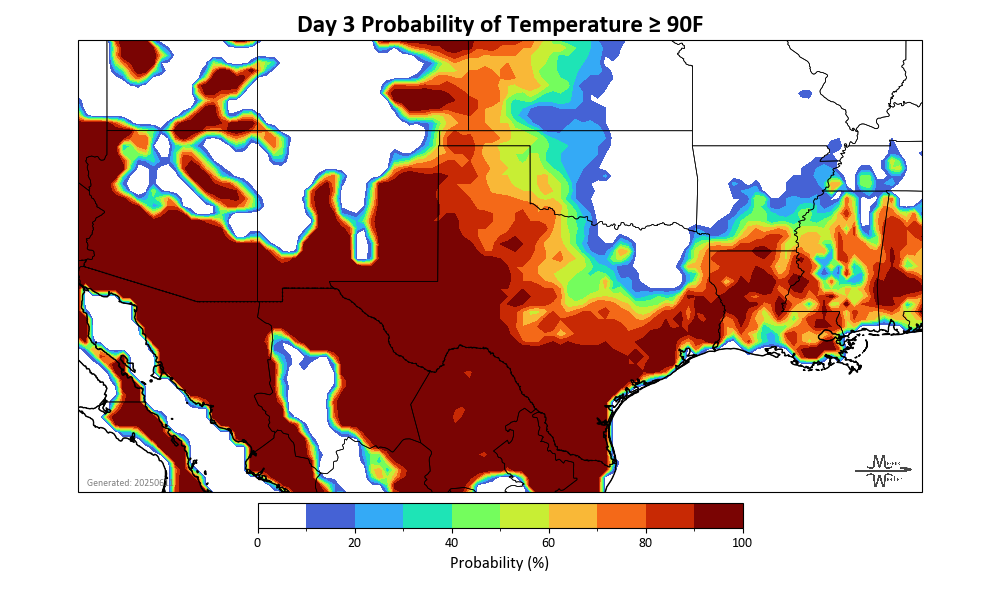 Day 3 Probability of Temperature ≥ 90F
Generated: 202506
0 20 40 60 80 100
Probability (%)